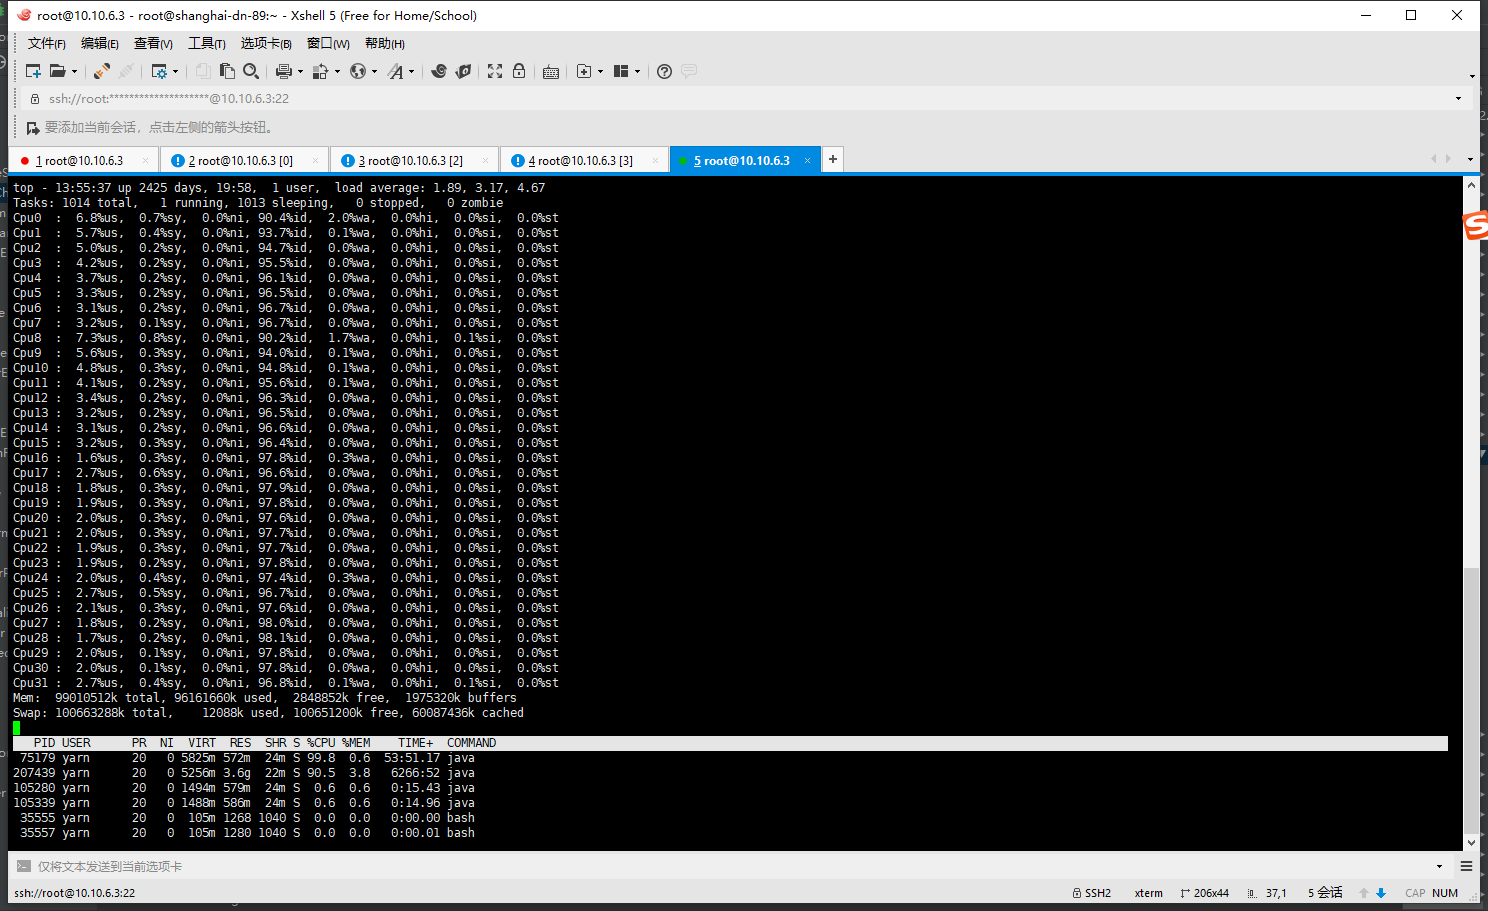 root@10.10.6.3 - root@shanghai-dn-89:~ - Xshell 5 (Free for Home/School)
文件(F) 编辑(E) 查看(V) 工具(T) 选项卡(B) 窗口(W) 帮助(H)
ssh://root:********************@10.10.6.3:22
要添加当前会话，点击左侧的箭头按钮。
1 root@10.10.6.3 2 root@10.10.6.3 [0] 3 root@10.10.6.3 [2] 4 root@10.10.6.3 [3] 5 root@10.10.6.3
top - 13:55:37 up 2425 days, 19:58,  1 user,  load average: 1.89, 3.17, 4.67
Tasks: 1014 total,   1 running, 1013 sleeping,   0 stopped,   0 zombie
Cpu0  :  6.8%us,  0.7%sy,  0.0%ni, 90.4%id,  2.0%wa,  0.0%hi,  0.0%si,  0.0%st
Cpu1  :  5.7%us,  0.4%sy,  0.0%ni, 93.7%id,  0.1%wa,  0.0%hi,  0.0%si,  0.0%st
Cpu2  :  5.0%us,  0.2%sy,  0.0%ni, 94.7%id,  0.0%wa,  0.0%hi,  0.0%si,  0.0%st
Cpu3  :  4.2%us,  0.2%sy,  0.0%ni, 95.5%id,  0.0%wa,  0.0%hi,  0.0%si,  0.0%st
Cpu4  :  3.7%us,  0.2%sy,  0.0%ni, 96.1%id,  0.0%wa,  0.0%hi,  0.0%si,  0.0%st
Cpu5  :  3.3%us,  0.2%sy,  0.0%ni, 96.5%id,  0.0%wa,  0.0%hi,  0.0%si,  0.0%st
Cpu6  :  3.1%us,  0.2%sy,  0.0%ni, 96.7%id,  0.0%wa,  0.0%hi,  0.0%si,  0.0%st
Cpu7  :  3.2%us,  0.1%sy,  0.0%ni, 96.7%id,  0.0%wa,  0.0%hi,  0.0%si,  0.0%st
Cpu8  :  7.3%us,  0.8%sy,  0.0%ni, 90.2%id,  1.7%wa,  0.0%hi,  0.1%si,  0.0%st
Cpu9  :  5.6%us,  0.3%sy,  0.0%ni, 94.0%id,  0.1%wa,  0.0%hi,  0.0%si,  0.0%st
Cpu10 :  4.8%us,  0.3%sy,  0.0%ni, 94.8%id,  0.1%wa,  0.0%hi,  0.0%si,  0.0%st
Cpu11 :  4.1%us,  0.2%sy,  0.0%ni, 95.6%id,  0.1%wa,  0.0%hi,  0.0%si,  0.0%st
Cpu12 :  3.4%us,  0.2%sy,  0.0%ni, 96.3%id,  0.0%wa,  0.0%hi,  0.0%si,  0.0%st
Cpu13 :  3.2%us,  0.2%sy,  0.0%ni, 96.5%id,  0.0%wa,  0.0%hi,  0.0%si,  0.0%st
Cpu14 :  3.1%us,  0.2%sy,  0.0%ni, 96.6%id,  0.0%wa,  0.0%hi,  0.0%si,  0.0%st
Cpu15 :  3.2%us,  0.3%sy,  0.0%ni, 96.4%id,  0.0%wa,  0.0%hi,  0.0%si,  0.0%st
Cpu16 :  1.6%us,  0.3%sy,  0.0%ni, 97.8%id,  0.3%wa,  0.0%hi,  0.0%si,  0.0%st
Cpu17 :  2.7%us,  0.6%sy,  0.0%ni, 96.6%id,  0.0%wa,  0.0%hi,  0.0%si,  0.0%st
Cpu18 :  1.8%us,  0.3%sy,  0.0%ni, 97.9%id,  0.0%wa,  0.0%hi,  0.0%si,  0.0%st
Cpu19 :  1.9%us,  0.3%sy,  0.0%ni, 97.8%id,  0.0%wa,  0.0%hi,  0.0%si,  0.0%st
Cpu20 :  2.0%us,  0.3%sy,  0.0%ni, 97.6%id,  0.0%wa,  0.0%hi,  0.0%si,  0.0%st
Cpu21 :  2.0%us,  0.3%sy,  0.0%ni, 97.7%id,  0.0%wa,  0.0%hi,  0.0%si,  0.0%st
Cpu22 :  1.9%us,  0.3%sy,  0.0%ni, 97.7%id,  0.0%wa,  0.0%hi,  0.0%si,  0.0%st
Cpu23 :  1.9%us,  0.2%sy,  0.0%ni, 97.8%id,  0.0%wa,  0.0%hi,  0.0%si,  0.0%st
Cpu24 :  2.0%us,  0.4%sy,  0.0%ni, 97.4%id,  0.3%wa,  0.0%hi,  0.0%si,  0.0%st
Cpu25 :  2.7%us,  0.5%sy,  0.0%ni, 96.7%id,  0.0%wa,  0.0%hi,  0.0%si,  0.0%st
Cpu26 :  2.1%us,  0.3%sy,  0.0%ni, 97.6%id,  0.0%wa,  0.0%hi,  0.0%si,  0.0%st
Cpu27 :  1.8%us,  0.2%sy,  0.0%ni, 98.0%id,  0.0%wa,  0.0%hi,  0.0%si,  0.0%st
Cpu28 :  1.7%us,  0.2%sy,  0.0%ni, 98.1%id,  0.0%wa,  0.0%hi,  0.0%si,  0.0%st
Cpu29 :  2.0%us,  0.1%sy,  0.0%ni, 97.8%id,  0.0%wa,  0.0%hi,  0.0%si,  0.0%st
Cpu30 :  2.0%us,  0.1%sy,  0.0%ni, 97.8%id,  0.0%wa,  0.0%hi,  0.0%si,  0.0%st
Cpu31 :  2.7%us,  0.4%sy,  0.0%ni, 96.8%id,  0.1%wa,  0.0%hi,  0.1%si,  0.0%st
Mem:  99010512k total, 96161660k used,  2848852k free,  1975320k buffers
Swap: 100663288k total,    12088k used, 100651200k free, 60087436k cached
PID USER      PR  NI  VIRT  RES  SHR S %CPU %MEM    TIME+  COMMAND
75179 yarn      20   0 5825m 572m  24m S 99.8  0.6  53:51.17 java
207439 yarn      20   0 5256m 3.6g  22m S 90.5  3.8   6266:52 java
105280 yarn      20   0 1494m 579m  24m S  0.6  0.6   0:15.43 java
105339 yarn      20   0 1488m 586m  24m S  0.6  0.6   0:14.96 java
35555 yarn      20   0  105m 1268 1040 S  0.0  0.0   0:00.00 bash
35557 yarn      20   0  105m 1280 1040 S  0.0  0.0   0:00.01 bash
仅将文本发送到当前选项卡
ssh://root@10.10.6.3:22 SSH2 xterm 206x44 37,1 5 会话 CAP NUM